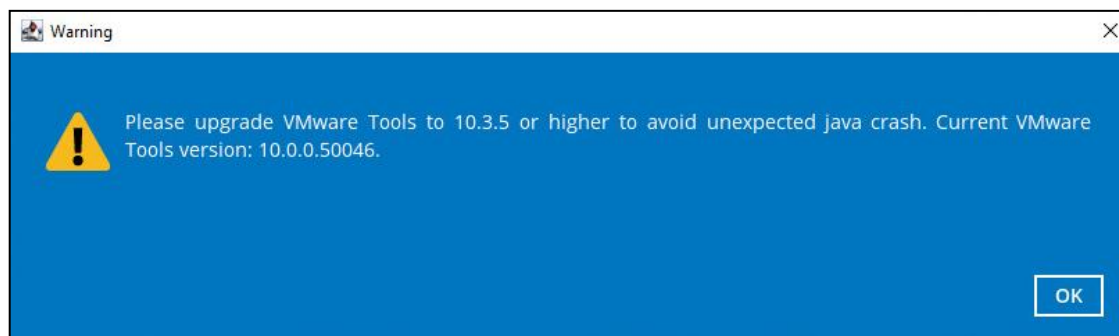 Warning
Please upgrade VMware Tools to 10.3.5 or higher to avoid unexpected java crash. Current VMware
Tools version: 10.0.0.50046.
OK